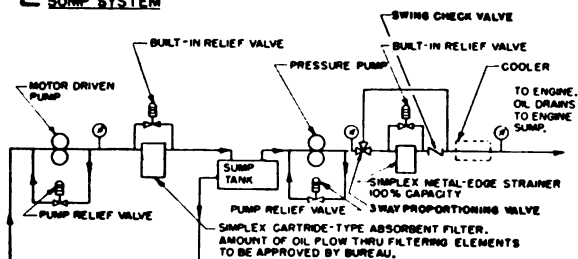 SUMP SYSTEM
SWING CHECK VALVE
BUILT-IN RELIEF VALVE
BUILT-IN RELIEF VALVE
MOTOR DRIVEN
PUMP
PRESSURE PUMP
COOLER
TO ENGINE.
OIL DRAINS
TO ENGINE
SUMP.
SUMP
TANK
SIMPLEX METAL-EDGE STRAINER
100% CAPACITY
PUMP RELIEF VALVE
PUMP RELIEF VALVE
3 WAY PROPORTIONING VALVE
SIMPLEX CARTRIDE-TYPE ABSORBENT FILTER.
AMOUNT OF OIL FLOW THRU FILTERING ELEMENTS
TO BE APPROVED BY BUREAU.